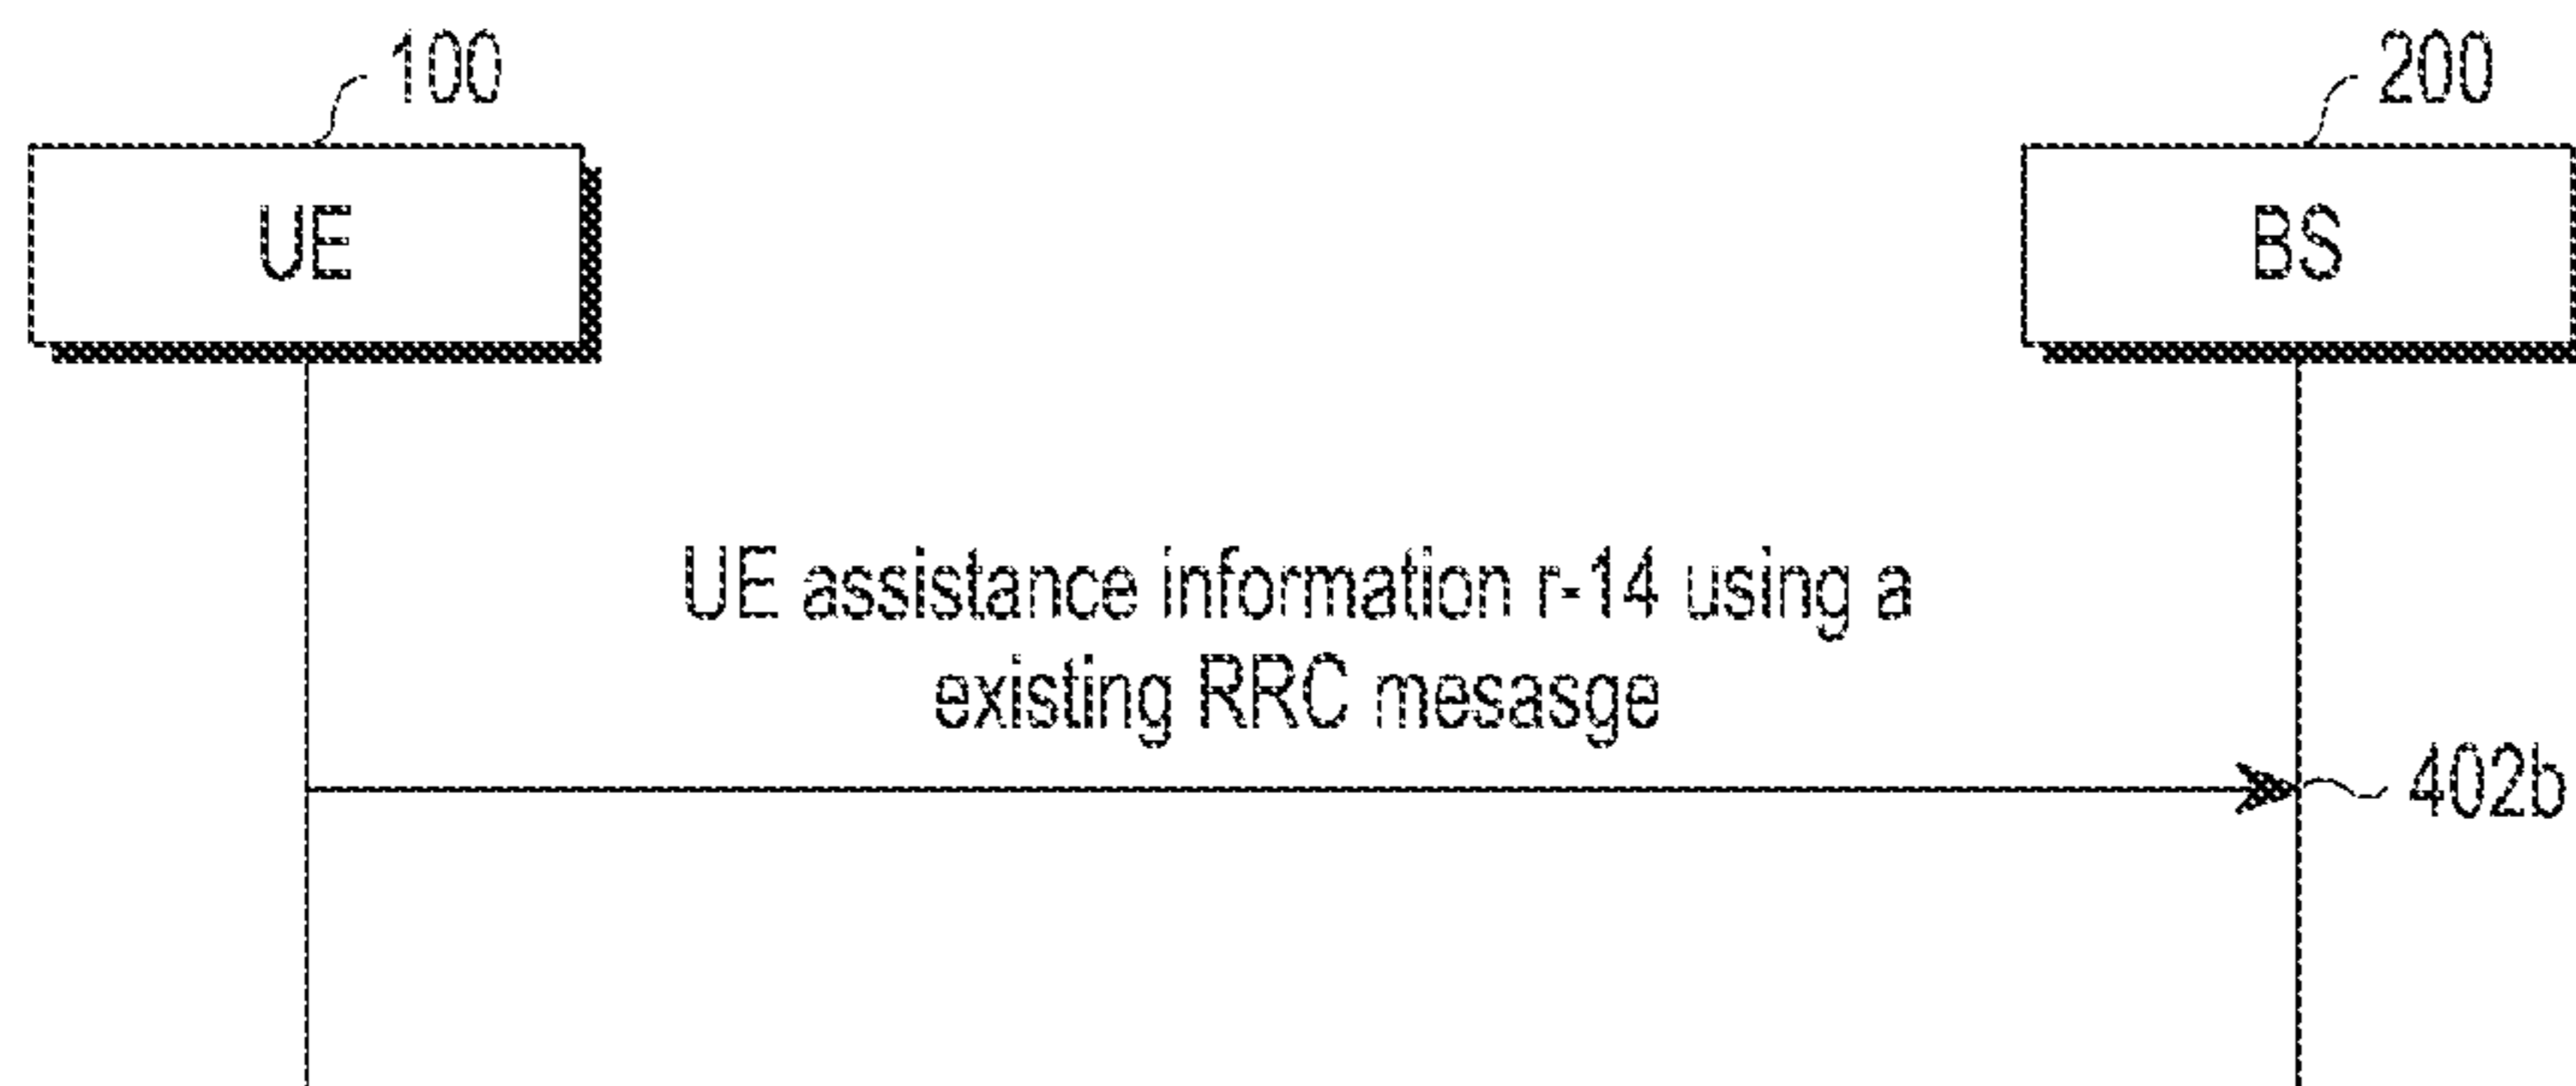 100
200
UE
BS
UE assistance information r-14 using a
existing RRC mesasge
402b